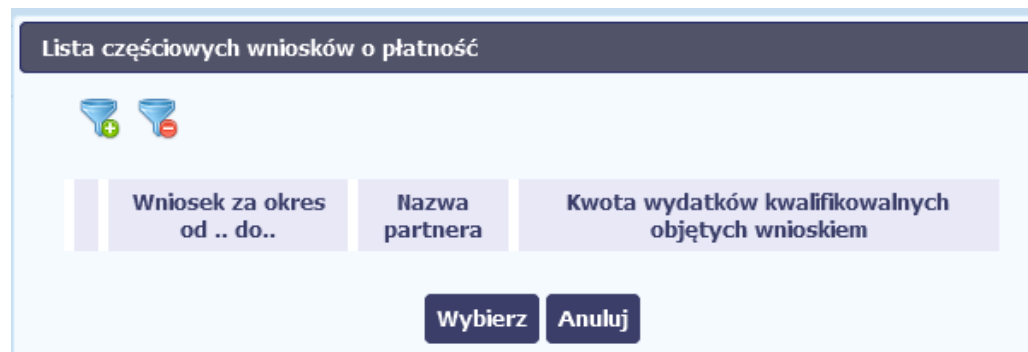 Lista częściowych wniosków o płatność
Wniosek za okres
od .. do..
Nazwa
partnera
Kwota wydatków kwalifikowalnych
objętych wnioskiem
Wybierz Anuluj